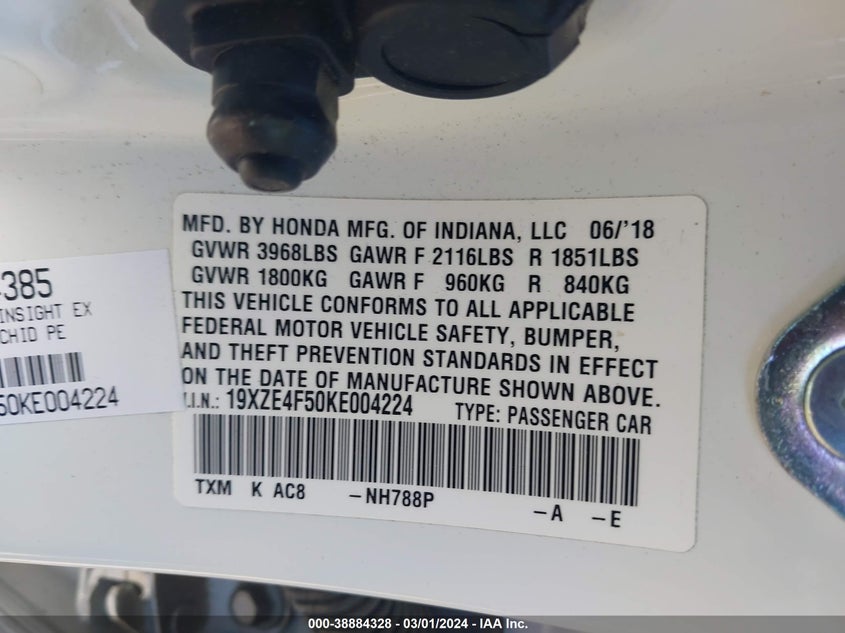 MFD. BY HONDA MFG. OF INDIANA, LLC 06/'18
GVWR 3968LBS GAWR F 2116LBS R 1851LBS
GVWR 1800KG GAWR F 960KG R 840KG
THIS VEHICLE CONFORMS TO ALL APPLICABLE
FEDERAL MOTOR VEHICLE SAFETY, BUMPER,
AND THEFT PREVENTION STANDARDS IN EFFECT
ON THE DATE OF MANUFACTURE SHOWN ABOVE.
.I.N.: 19XZE4F50KE004224 TYPE: PASSENGER CAR
TXM K AC8 -NH788P -A -E
385
INSIGHT EX
CHID PE
50KE004224
000-38884328 - 03/01/2024 - IAA Inc.